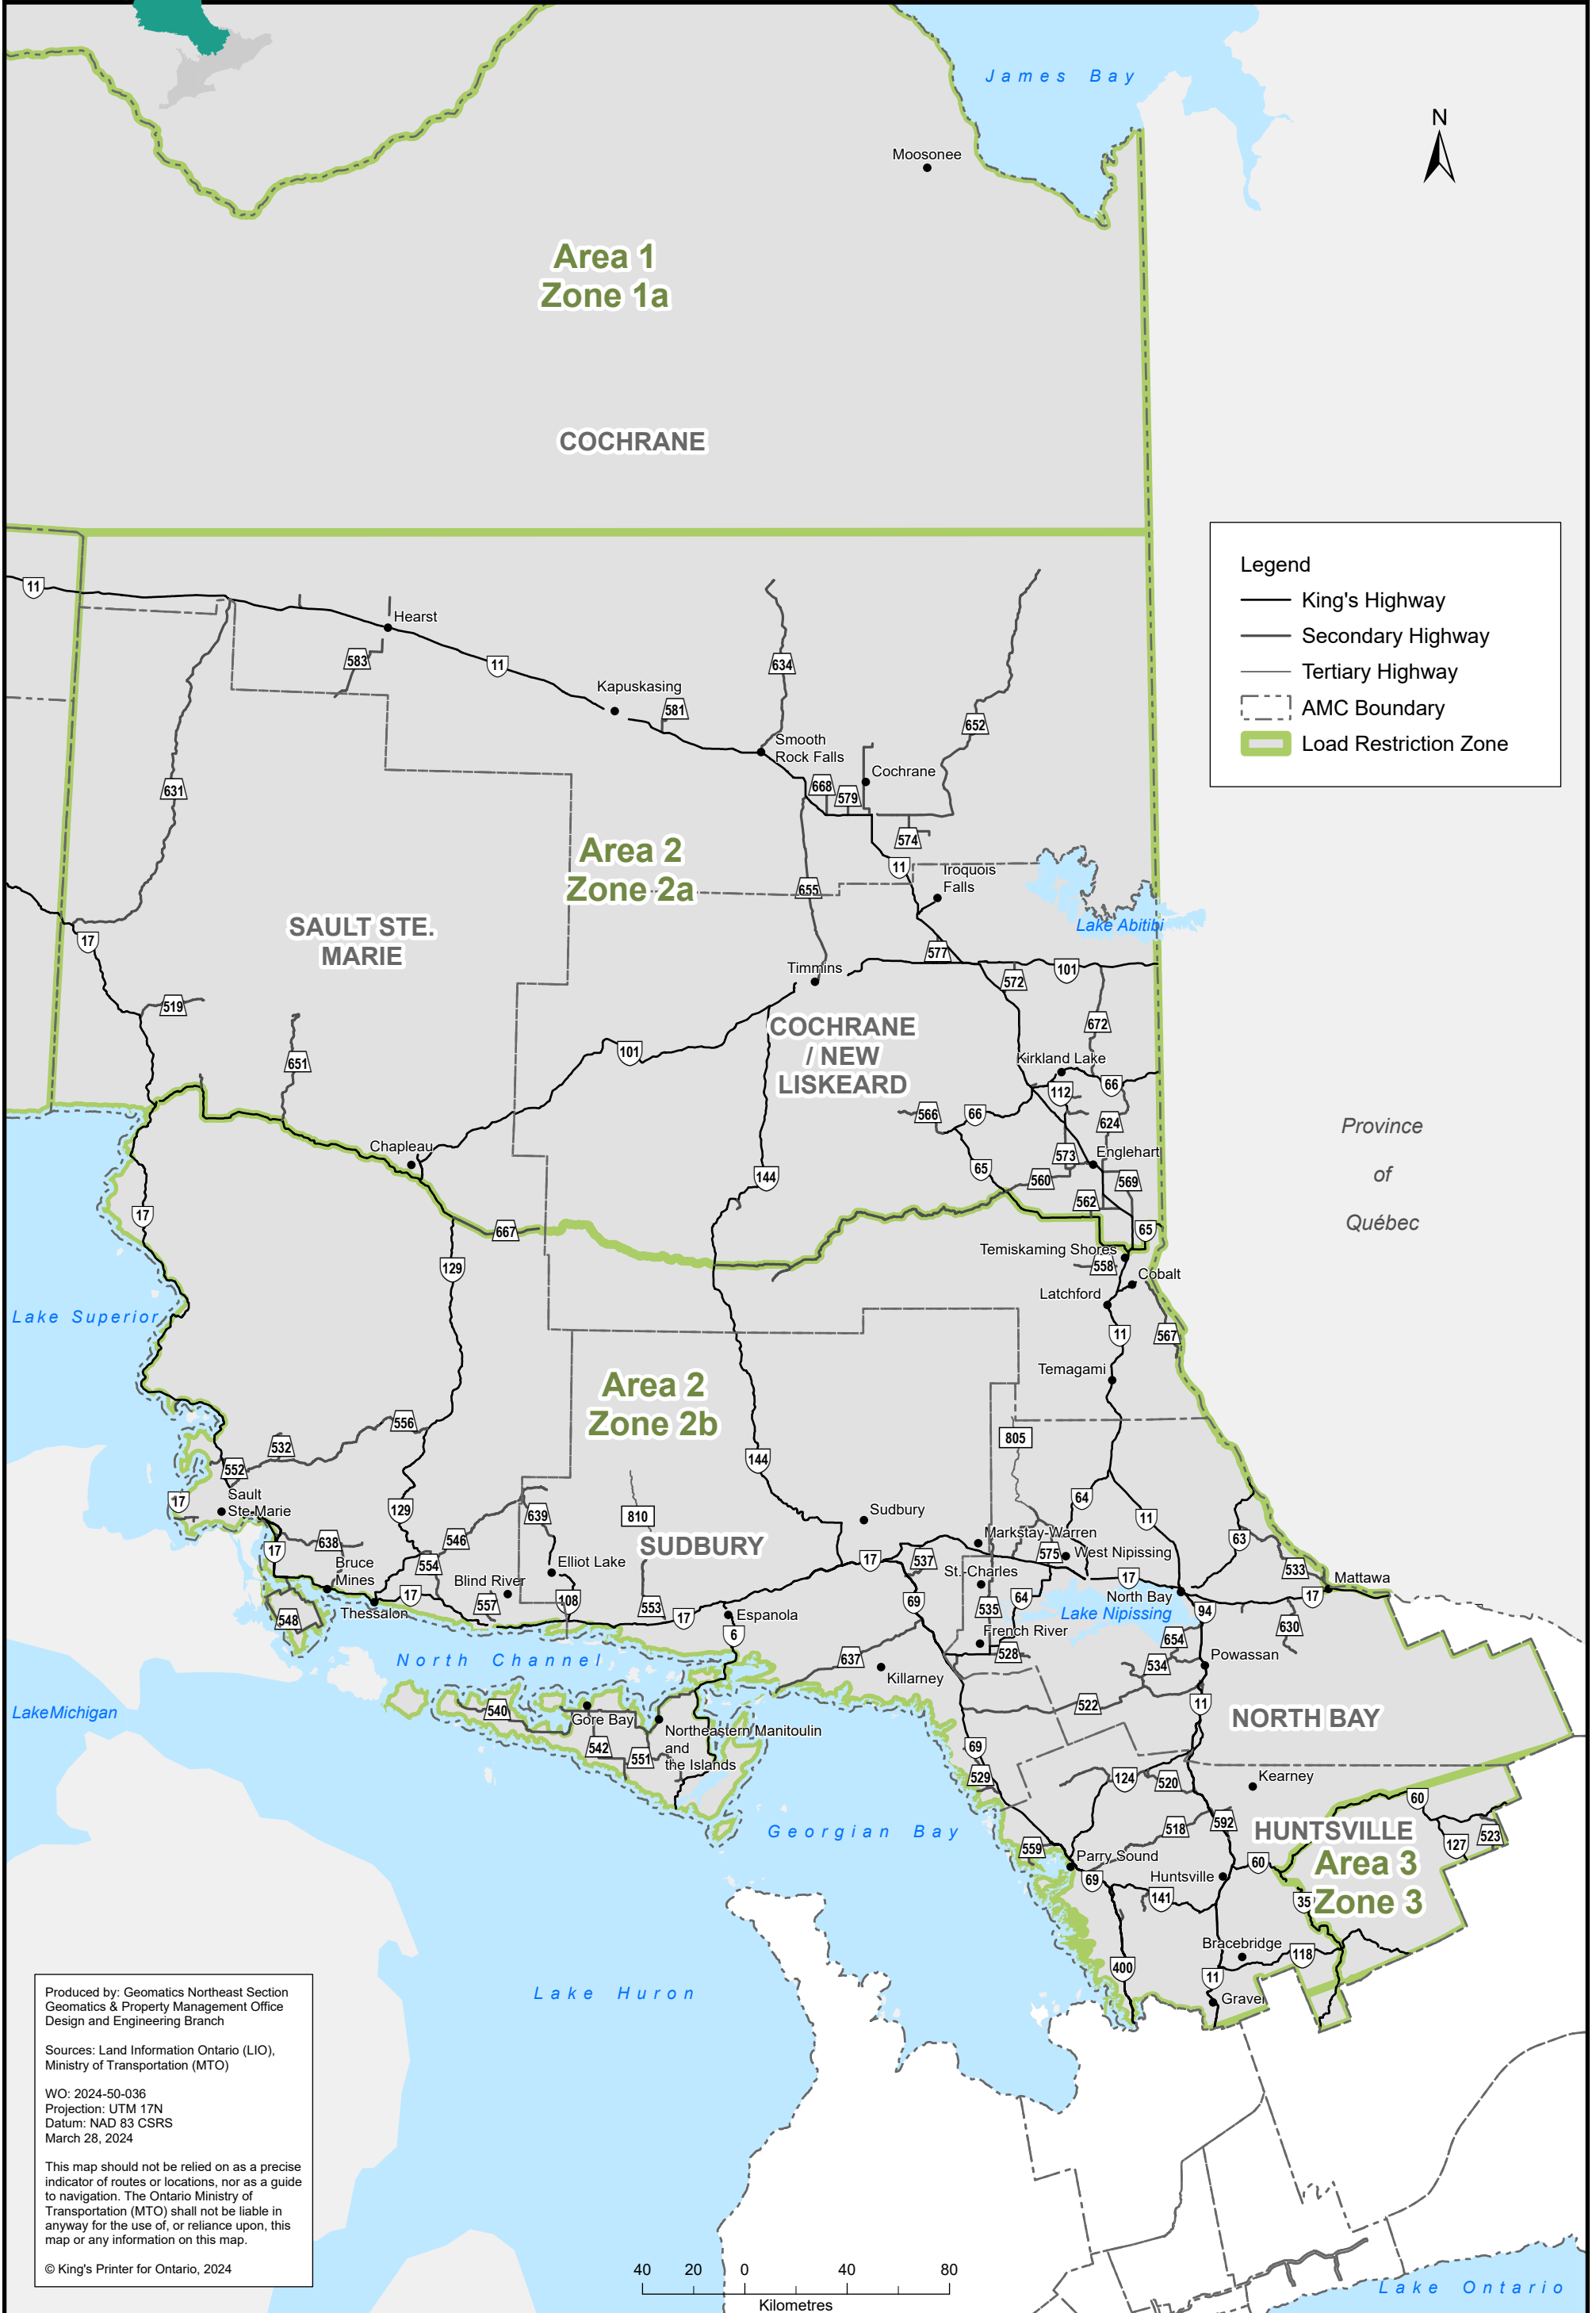 James Bay
N
Moosonee
Area 1
Zone 1a
COCHRANE
Legend
King's Highway
Secondary Highway
Tertiary Highway
AMC Boundary
Load Restriction Zone
11
Hearst
583
11
634
Kapuskasing
581
652
Smooth
Rock Falls
Cochrane
631
668
579
574
Area 2
Zone 2a
11
Iroquois
Falls
655
SAULT STE.
MARIE
Lake Abitibi
17
577
Timmins
101
572
519
COCHRANE
/ NEW
LISKEARD
672
101
651
Kirkland Lake
66
112
566
66
624
Province
of
Québec
Chapleau
573
Englehart
65
144
560
569
562
17
667
65
Temiskaming Shores
129
558
Cobalt
Latchford
Lake Superior
11
567
Temagami
Area 2
Zone 2b
556
532
805
144
552
Sault
Ste-Marie
17
64
129
639
810
Sudbury
11
SUDBURY
Markstay-Warren
63
546
638
17
575
West Nipissing
554
537
Bruce
Mines
Elliot Lake
St.-Charles
533
Mattawa
17
Blind River
17
North Bay
17
Thessalon
557
108
553
69
535
64
94
548
17
Espanola
Lake Nipissing
630
6
French River
654
528
North Channel
637
Killarney
534
Powassan
522
11
Lake Michigan
540
Gore Bay
NORTH BAY
Northeastern Manitoulin
and
the Islands
542
551
69
529
124
520
Kearney
60
518
592
HUNTSVILLE
127
523
Georgian Bay
559
Parry Sound
60
Area 3
Zone 3
69
Huntsville
141
35
Bracebridge
118
400
11
Lake Huron
Produced by: Geomatics Northeast Section
Geomatics & Property Management Office
Design and Engineering Branch
Sources: Land Information Ontario (LIO),
Ministry of Transportation (MTO)
WO: 2024-50-036
Projection: UTM 17N
Datum: NAD 83 CSRS
March 28, 2024
This map should not be relied on as a precise
indicator of routes or locations, nor as a guide
to navigation. The Ontario Ministry of
Transportation (MTO) shall not be liable in
anyway for the use of, or reliance upon, this
map or any information on this map.
© King's Printer for Ontario, 2024
40 20 0 40 80
Kilometres
Lake Ontario